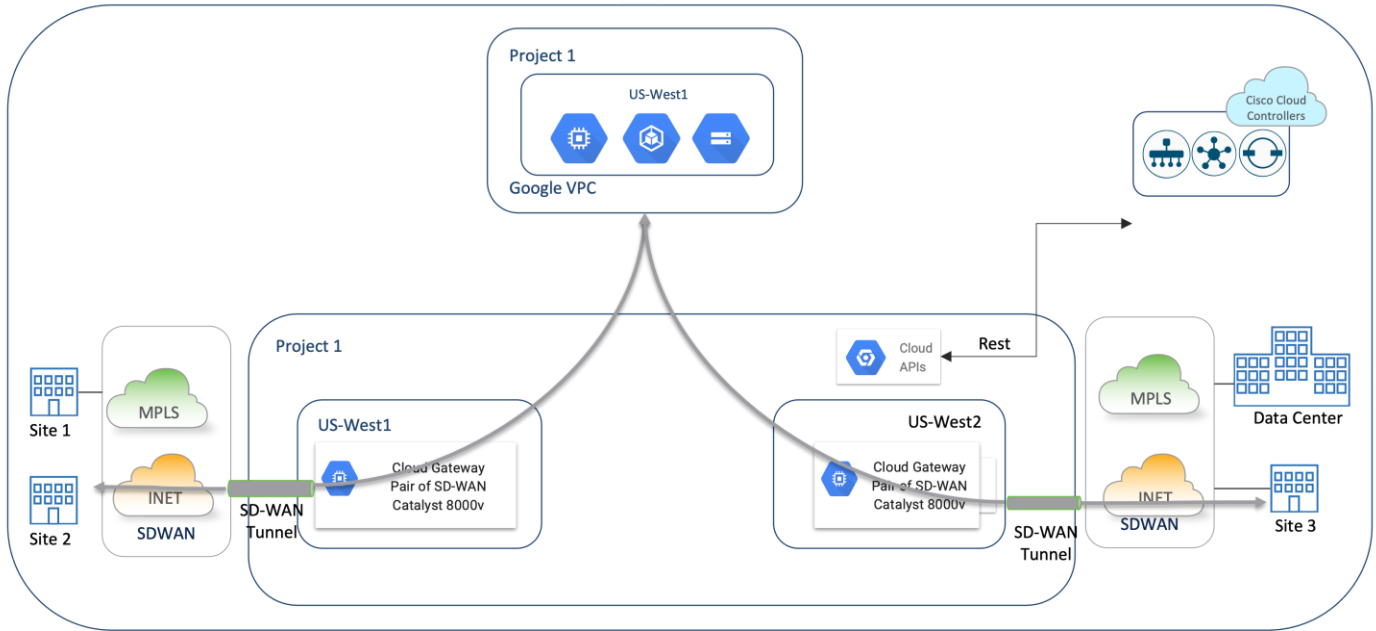 Project 1
US-West1
Google VPC
Cisco Cloud
Controllers
Project 1
Cloud
APIs
Rest
MPLS
Site 1
INET
SDWAN
Site 2
SD-WAN
Tunnel
US-West1
Cloud Gateway
Pair of SD-WAN
Catalyst 8000v
US-West2
Cloud Gateway
Pair of SD-WAN
Catalyst 8000v
SD-WAN
Tunnel
MPLS
Data Center
INET
SDWAN
Site 3